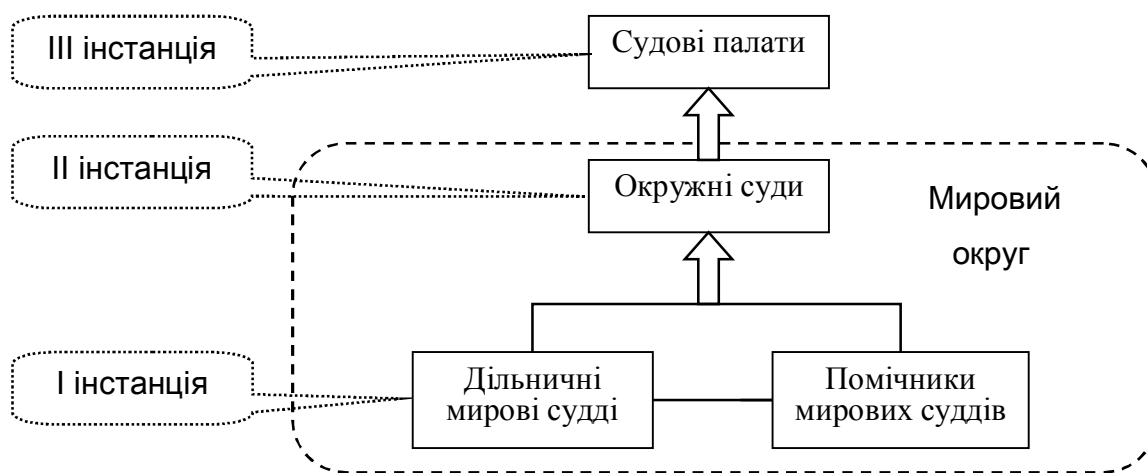 III інстанція
Судові палати
II інстанція
Окружні суди
Мировий
округ
I інстанція
Дільничні
мирові судді
Помічники
мирових суддів